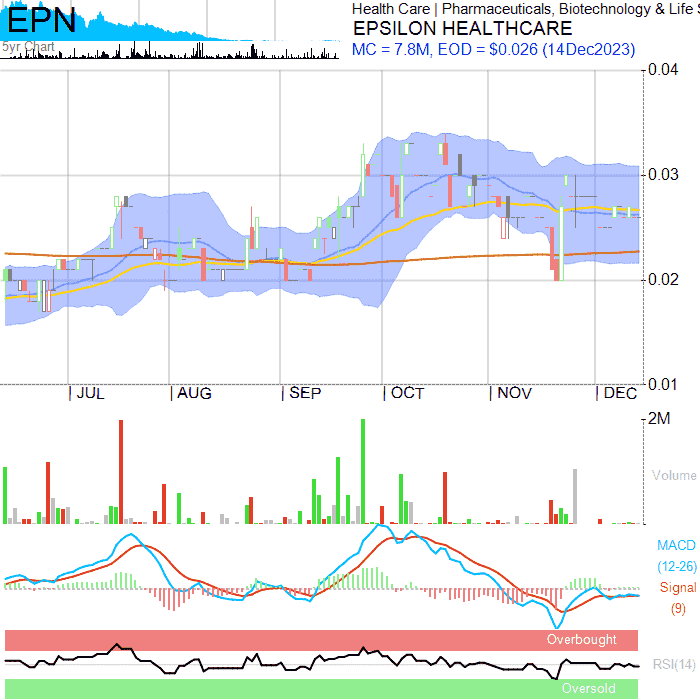 EPN
5yr Chart
Health Care | Pharmaceuticals, Biotechnology & Life S
EPSILON HEALTHCARE
MC = 7.8M, EOD = $0.026 (14Dec2023)
0.04
0.03
0.02
0.01
JUL AUG SEP OCT NOV DEC
2M
Volume
MACD
(12-26)
Signal
(9)
Overbought
RSI(14)
Oversold